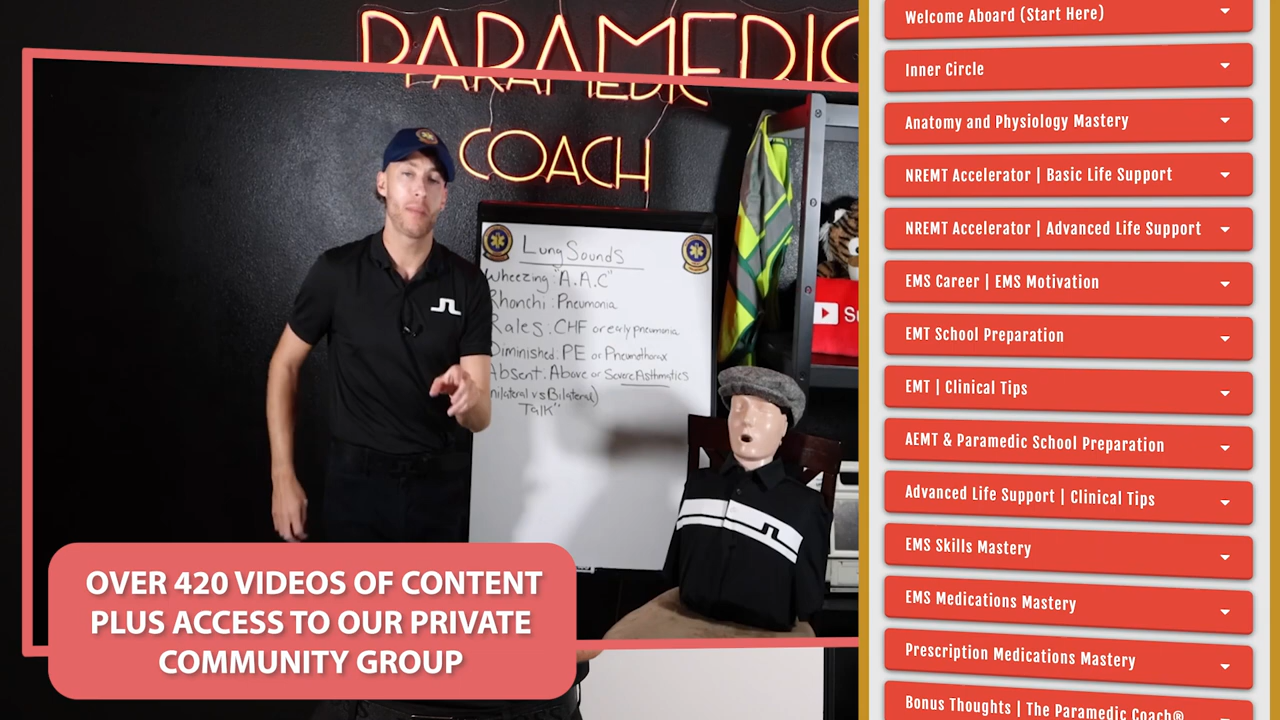 PARAMEDIC
PARAMEDIC
COACH
Lung Sounds
Wheezing: "A.A.C"
Rhonchi: Pneumonia
Rales: CHF or early pneumonia
Diminished: PE or Pneumothorax
Absent: Above or Severe Asthmatics
nilateral vs Bilateral)
Talk"
OVER 420 VIDEOS OF CONTENT
PLUS ACCESS TO OUR PRIVATE
COMMUNITY GROUP
Welcome Aboard (Start Here)
Inner Circle
Anatomy and Physiology Mastery
NREMT Accelerator | Basic Life Support
NREMT Accelerator | Advanced Life Support
EMS Career | EMS Motivation
EMT School Preparation
EMT | Clinical Tips
AEMT & Paramedic School Preparation
Advanced Life Support | Clinical Tips
EMS Skills Mastery
EMS Medications Mastery
Prescription Medications Mastery
Bonus Thoughts | The Paramedic Coach®